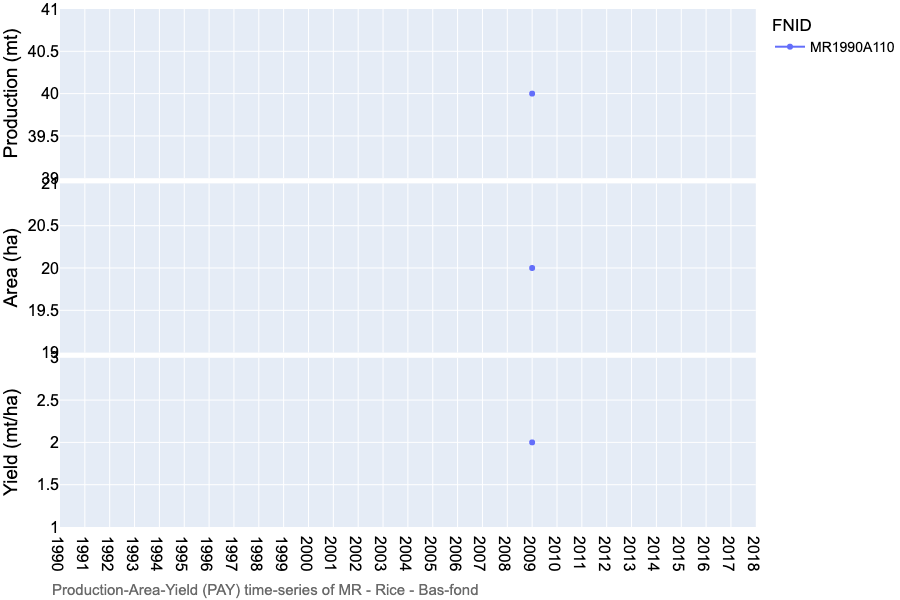 FNID
MR1990A110
Production (mt)
41
40.5
40
39.5
39
Area (ha)
21
20.5
20
19.5
19
Yield (mt/ha)
3
2.5
2
1.5
1
1990 1991 1992 1993 1994 1995 1996 1997 1998 1999 2000 2001 2002 2003 2004 2005 2006 2007 2008 2009 2010 2011 2012 2013 2014 2015 2016 2017 2018
Production-Area-Yield (PAY) time-series of MR - Rice - Bas-fond